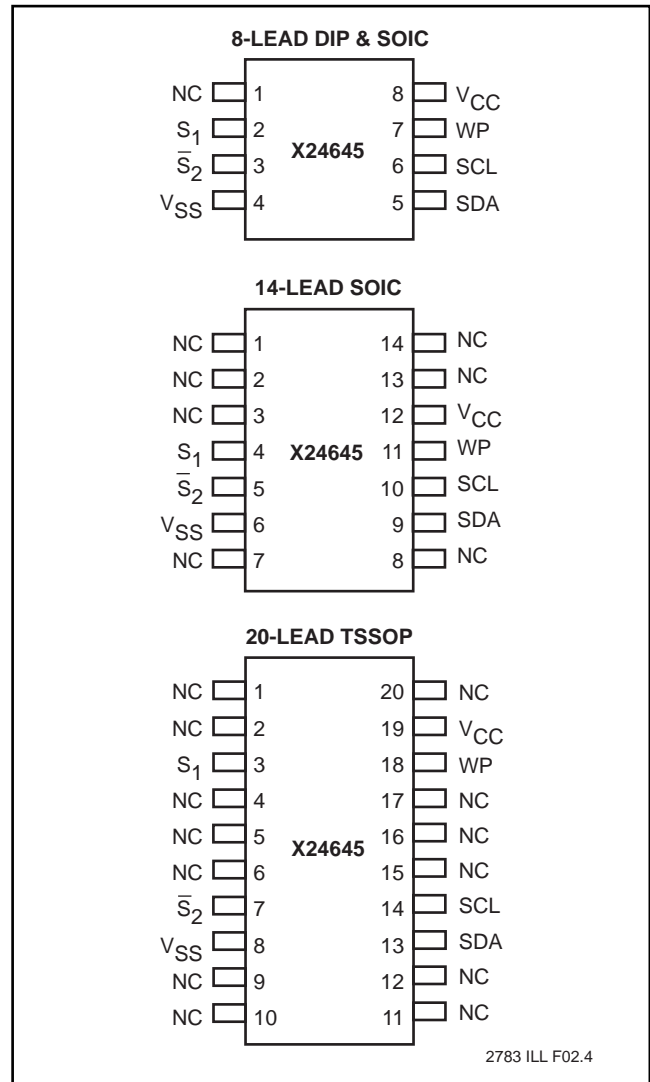 8-LEAD DIP & SOIC
NC 1 8 VCC
S1 2 7 WP
X24645
S̅2 3 6 SCL
VSS 4 5 SDA
14-LEAD SOIC
NC 1 14 NC
NC 2 13 NC
NC 3 12 VCC
S1 4 X24645 11 WP
S̅2 5 10 SCL
VSS 6 9 SDA
NC 7 8 NC
20-LEAD TSSOP
NC 1 20 NC
NC 2 19 VCC
S1 3 18 WP
NC 4 17 NC
NC 5 16 NC
X24645
NC 6 15 NC
S̅2 7 14 SCL
VSS 8 13 SDA
NC 9 12 NC
NC 10 11 NC
2783 ILL F02.4